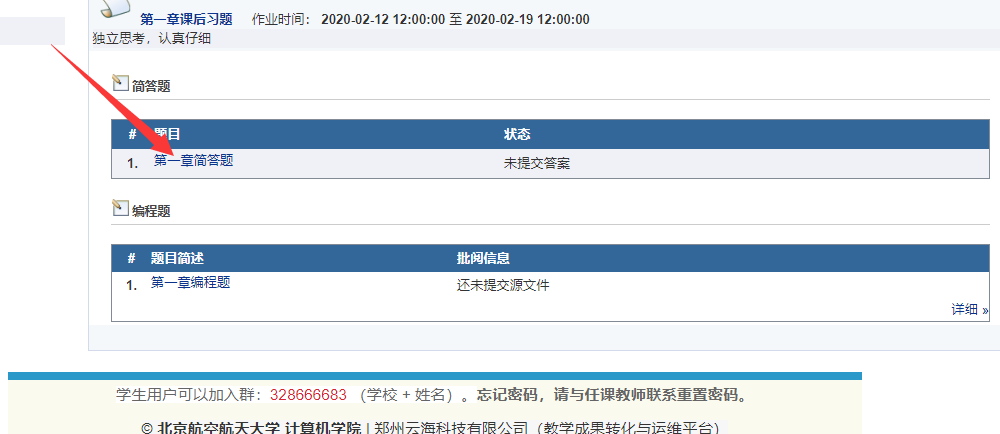 第一章课后习题 作业时间： 2020-02-12 12:00:00 至 2020-02-19 12:00:00
独立思考，认真仔细
简答题
# 题目 状态
1. 第一章简答题 未提交答案
编程题
# 题目简述 批阅信息
1. 第一章编程题 还未提交源文件
详细 »
学生用户可以加入群：328666683 （学校 + 姓名）。忘记密码，请与任课教师联系重置密码。
© 北京航空航天大学 计算机学院 | 郑州云海科技有限公司（教学成果转化与运维平台）